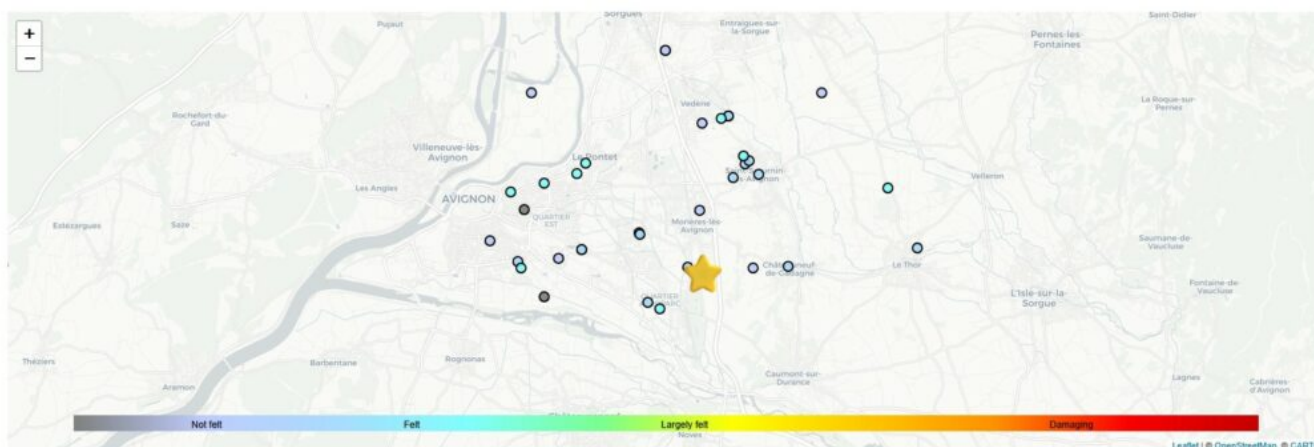 +
−
Pujaut
Sorgues
Entraigues-sur
la-Sorgue
Saint-Didier
Pernes-les
Fontaines
Rochefort-du-
Gard
Vedène
La Roque-sur-
Pernes
Villeneuve-lès
Avignon
Le Pontet
Les Angles
AVIGNON
Velleron
QUARTIER
EST
Estézargues
Saze
Morières-lès
Avignon
Saumane-de-
Vaucluse
Châteauneuf
de-Gadagne
Le Thor
L'Isle-sur-la
Sorgue
Fontaine-de-
Vaucluse
QUARTIER
Théziers
Barbentane
Rognonas
Caumont-sur-
Durance
Aramon
Lagnes
Cabrières-
d'Avignon
Not felt
Felt
Largely felt
Damaging
Noves
Leaflet | © OpenStreetMap, © CART